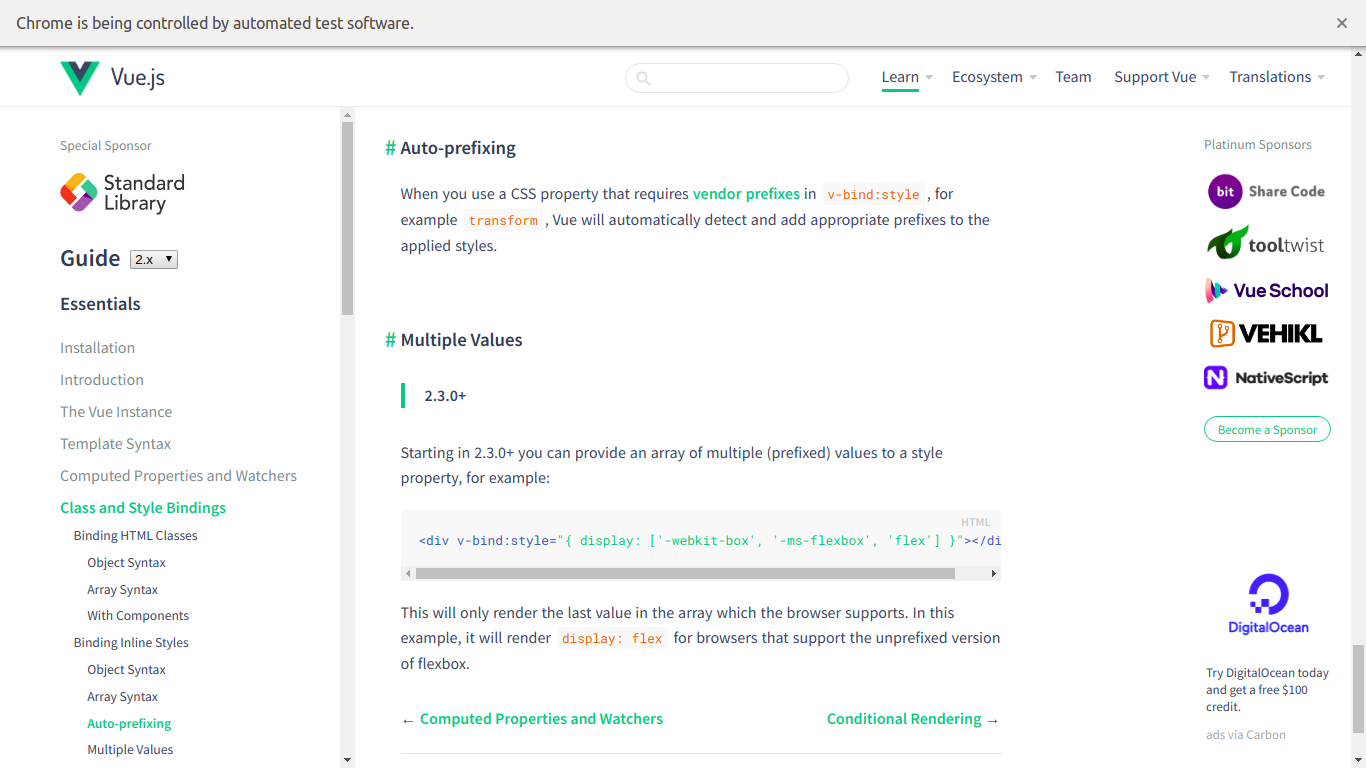 Chrome is being controlled by automated test software.
Vue.js
Learn
Ecosystem
Team
Support Vue
Translations
Special Sponsor
Standard
Library
Guide
2.x
Essentials
Installation
Introduction
The Vue Instance
Template Syntax
Computed Properties and Watchers
Class and Style Bindings
Binding HTML Classes
Object Syntax
Array Syntax
With Components
Binding Inline Styles
Object Syntax
Array Syntax
Auto-prefixing
Multiple Values
# Auto-prefixing
When you use a CSS property that requires vendor prefixes in v-bind:style , for
example transform , Vue will automatically detect and add appropriate prefixes to the
applied styles.
# Multiple Values
2.3.0+
Starting in 2.3.0+ you can provide an array of multiple (prefixed) values to a style
property, for example:
HTML
<div v-bind:style="{ display: ['-webkit-box', '-ms-flexbox', 'flex'] }"></di
This will only render the last value in the array which the browser supports. In this
example, it will render display: flex for browsers that support the unprefixed version
of flexbox.
← Computed Properties and Watchers
Conditional Rendering →
Platinum Sponsors
bit Share Code
tooltwist
Vue School
VEHIKL
N NativeScript
Become a Sponsor
DigitalOcean
Try DigitalOcean today
and get a free $100
credit.
ads via Carbon